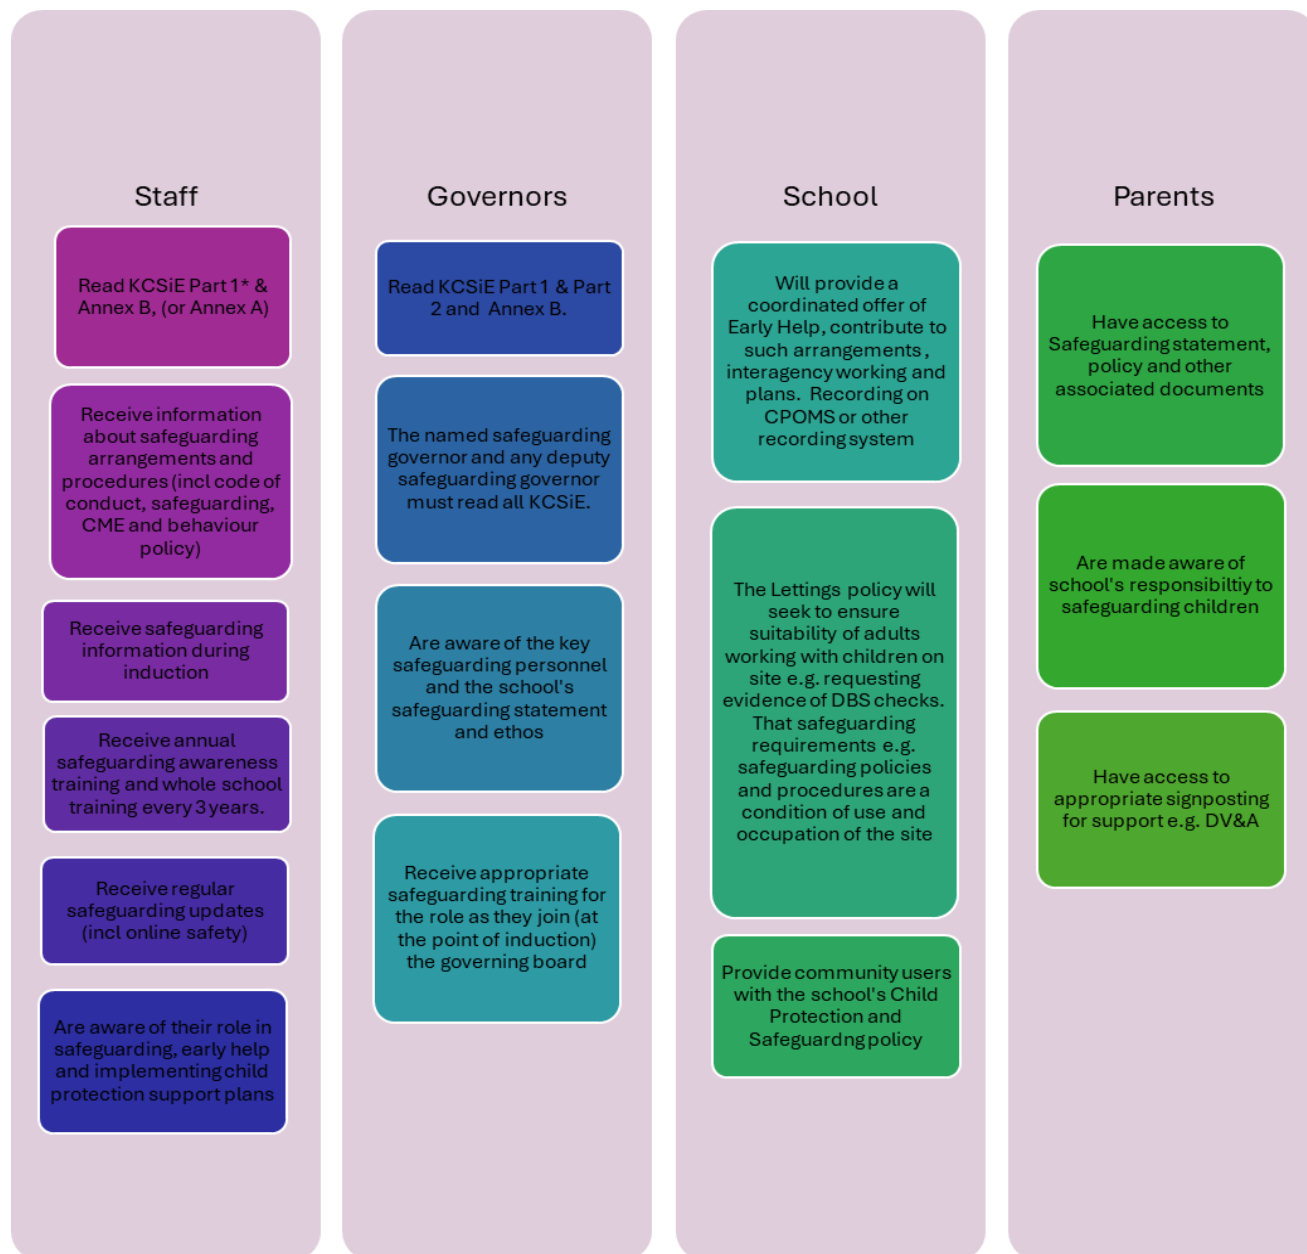 Staff
Read KCSiE Part 1* &
Annex B, (or Annex A)
Receive information
about safeguarding
arrangements and
procedures (incl code of
conduct, safeguarding,
CME and behaviour
policy)
Receive safeguarding
information during
induction
Receive annual
safeguarding awareness
training and whole school
training every 3 years.
Receive regular
safeguarding updates
(incl online safety)
Are aware of their role in
safeguarding, early help
and implementing child
protection support plans
Governors
Read KCSiE Part 1 & Part
2 and Annex B.
The named safeguarding
governor and any deputy
safeguarding governor
must read all KCSiE.
Are aware of the key
safeguarding personnel
and the school's
safeguarding statement
and ethos
Receive appropriate
safeguarding training for
the role as they join (at
the point of induction)
the governing board
School
Will provide a
coordinated offer of
Early Help, contribute to
such arrangements ,
interagency working and
plans. Recording on
CPOMS or other
recording system
The Lettings policy will
seek to ensure
suitability of adults
working with children on
site e.g. requesting
evidence of DBS checks.
That safeguarding
requirements e.g.
safeguarding policies
and procedures are a
condition of use and
occupation of the site
Provide community users
with the school's Child
Protection and
Safeguardng policy
Parents
Have access to
Safeguarding statement,
policy and other
associated documents
Are made aware of
school's responsibiltiy to
safeguarding children
Have access to
appropriate signposting
for support e.g. DV&A